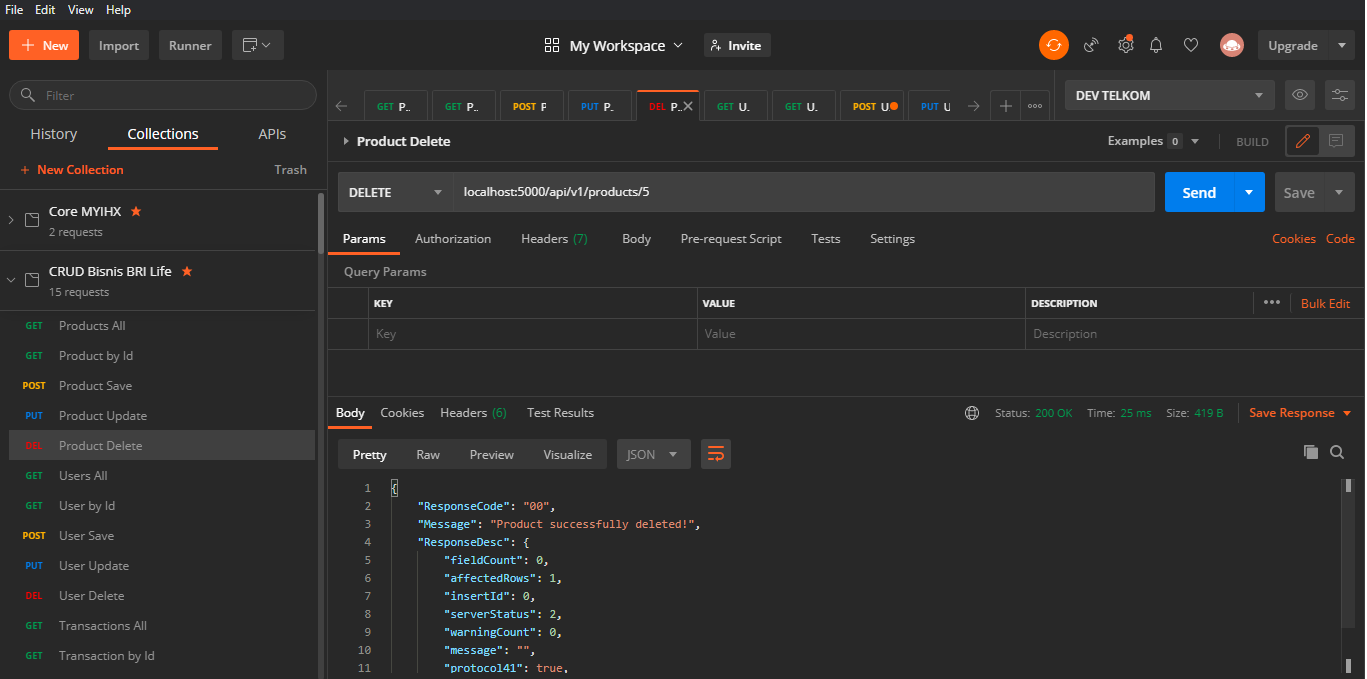 File Edit View Help
New Import Runner My Workspace Invite Upgrade
Filter
History Collections APIs
New Collection Trash
Core MYIHX
2 requests
CRUD Bisnis BRI Life
15 requests
GET Products All
GET Product by Id
POST Product Save
PUT Product Update
DEL Product Delete
GET Users All
GET User by Id
POST User Save
PUT User Update
DEL User Delete
GET Transactions All
GET Transaction by Id
GET P.. GET P.. POST P PUT P.. DEL P.. GET U. GET U. POST U PUT U DEV TELKOM
Product Delete Examples 0 BUILD
DELETE localhost:5000/api/v1/products/5 Send Save
Params Authorization Headers (7) Body Pre-request Script Tests Settings Cookies Code
Query Params
KEY VALUE DESCRIPTION Bulk Edit
Key Value Description
Body Cookies Headers (6) Test Results Status: 200 OK Time: 25 ms Size: 419 B Save Response
Pretty Raw Preview Visualize JSON
1 {
2 "ResponseCode": "00",
3 "Message": "Product successfully deleted!",
4 "ResponseDesc": {
5 "fieldCount": 0,
6 "affectedRows": 1,
7 "insertId": 0,
8 "serverStatus": 2,
9 "warningCount": 0,
10 "message": "",
11 "protocol41": true,